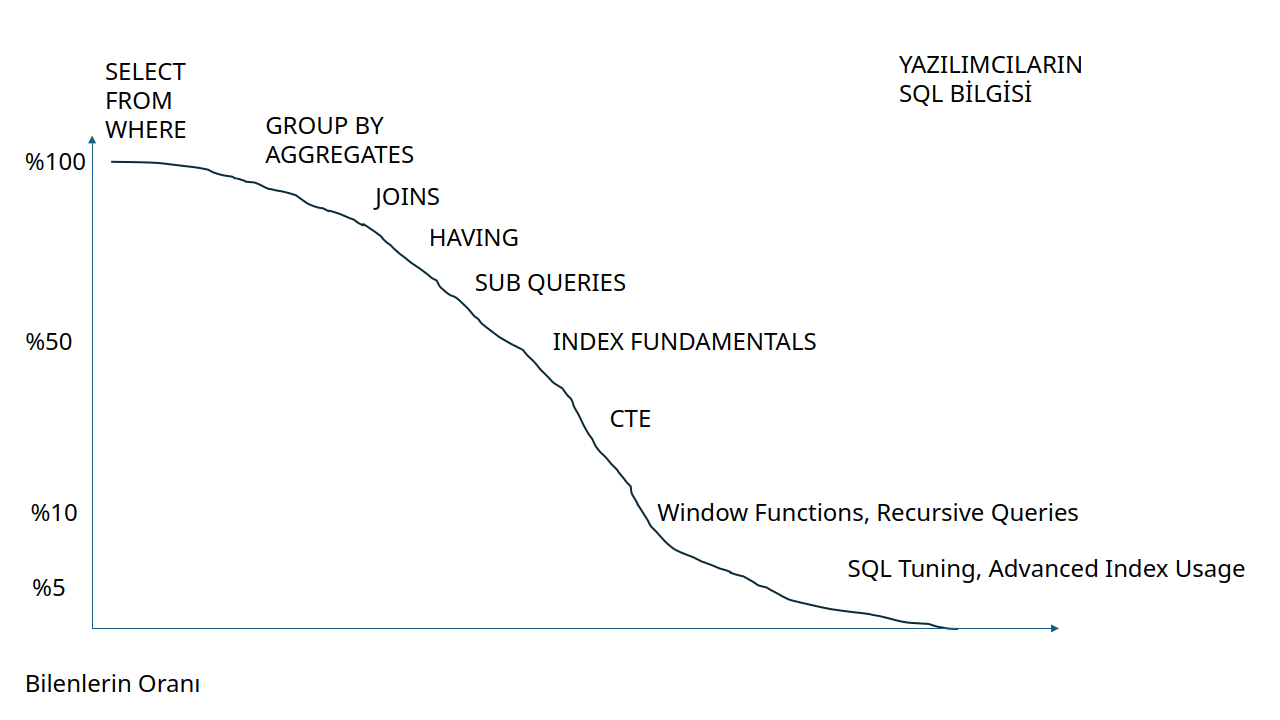 YAZILIMCILARIN
SQL BİLGİSİ
SELECT
FROM
WHERE
GROUP BY
AGGREGATES
%100
JOINS
HAVING
SUB QUERIES
%50
INDEX FUNDAMENTALS
CTE
%10
Window Functions, Recursive Queries
SQL Tuning, Advanced Index Usage
%5
Bilenlerin Oranı